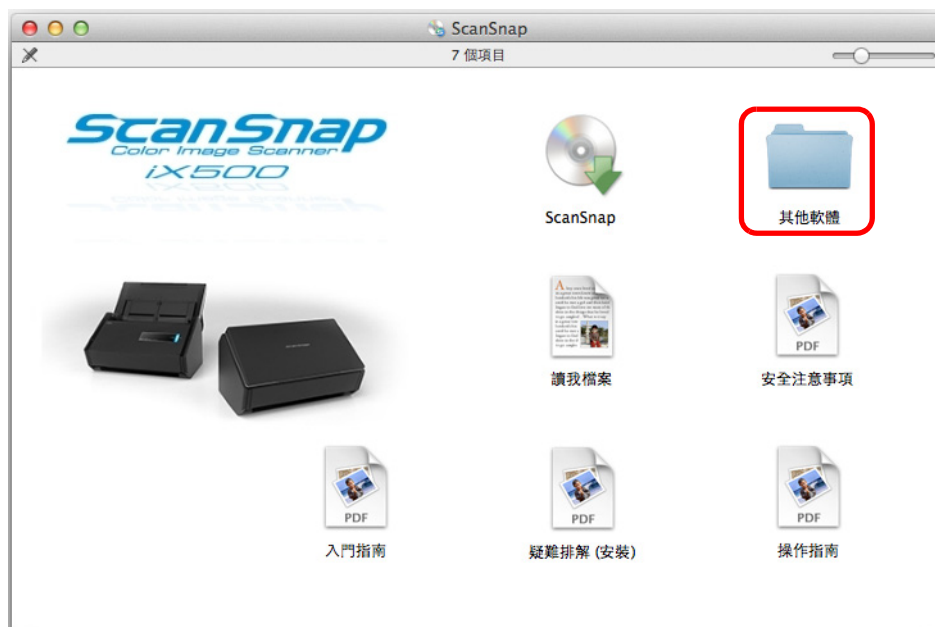 ScanSnap
7 個項目
ScanSnap
Color Image Scanner
iX500
ScanSnap
其他軟體
讀我檔案
PDF
安全注意事項
PDF
入門指南
PDF
疑難排解 (安裝)
PDF
操作指南